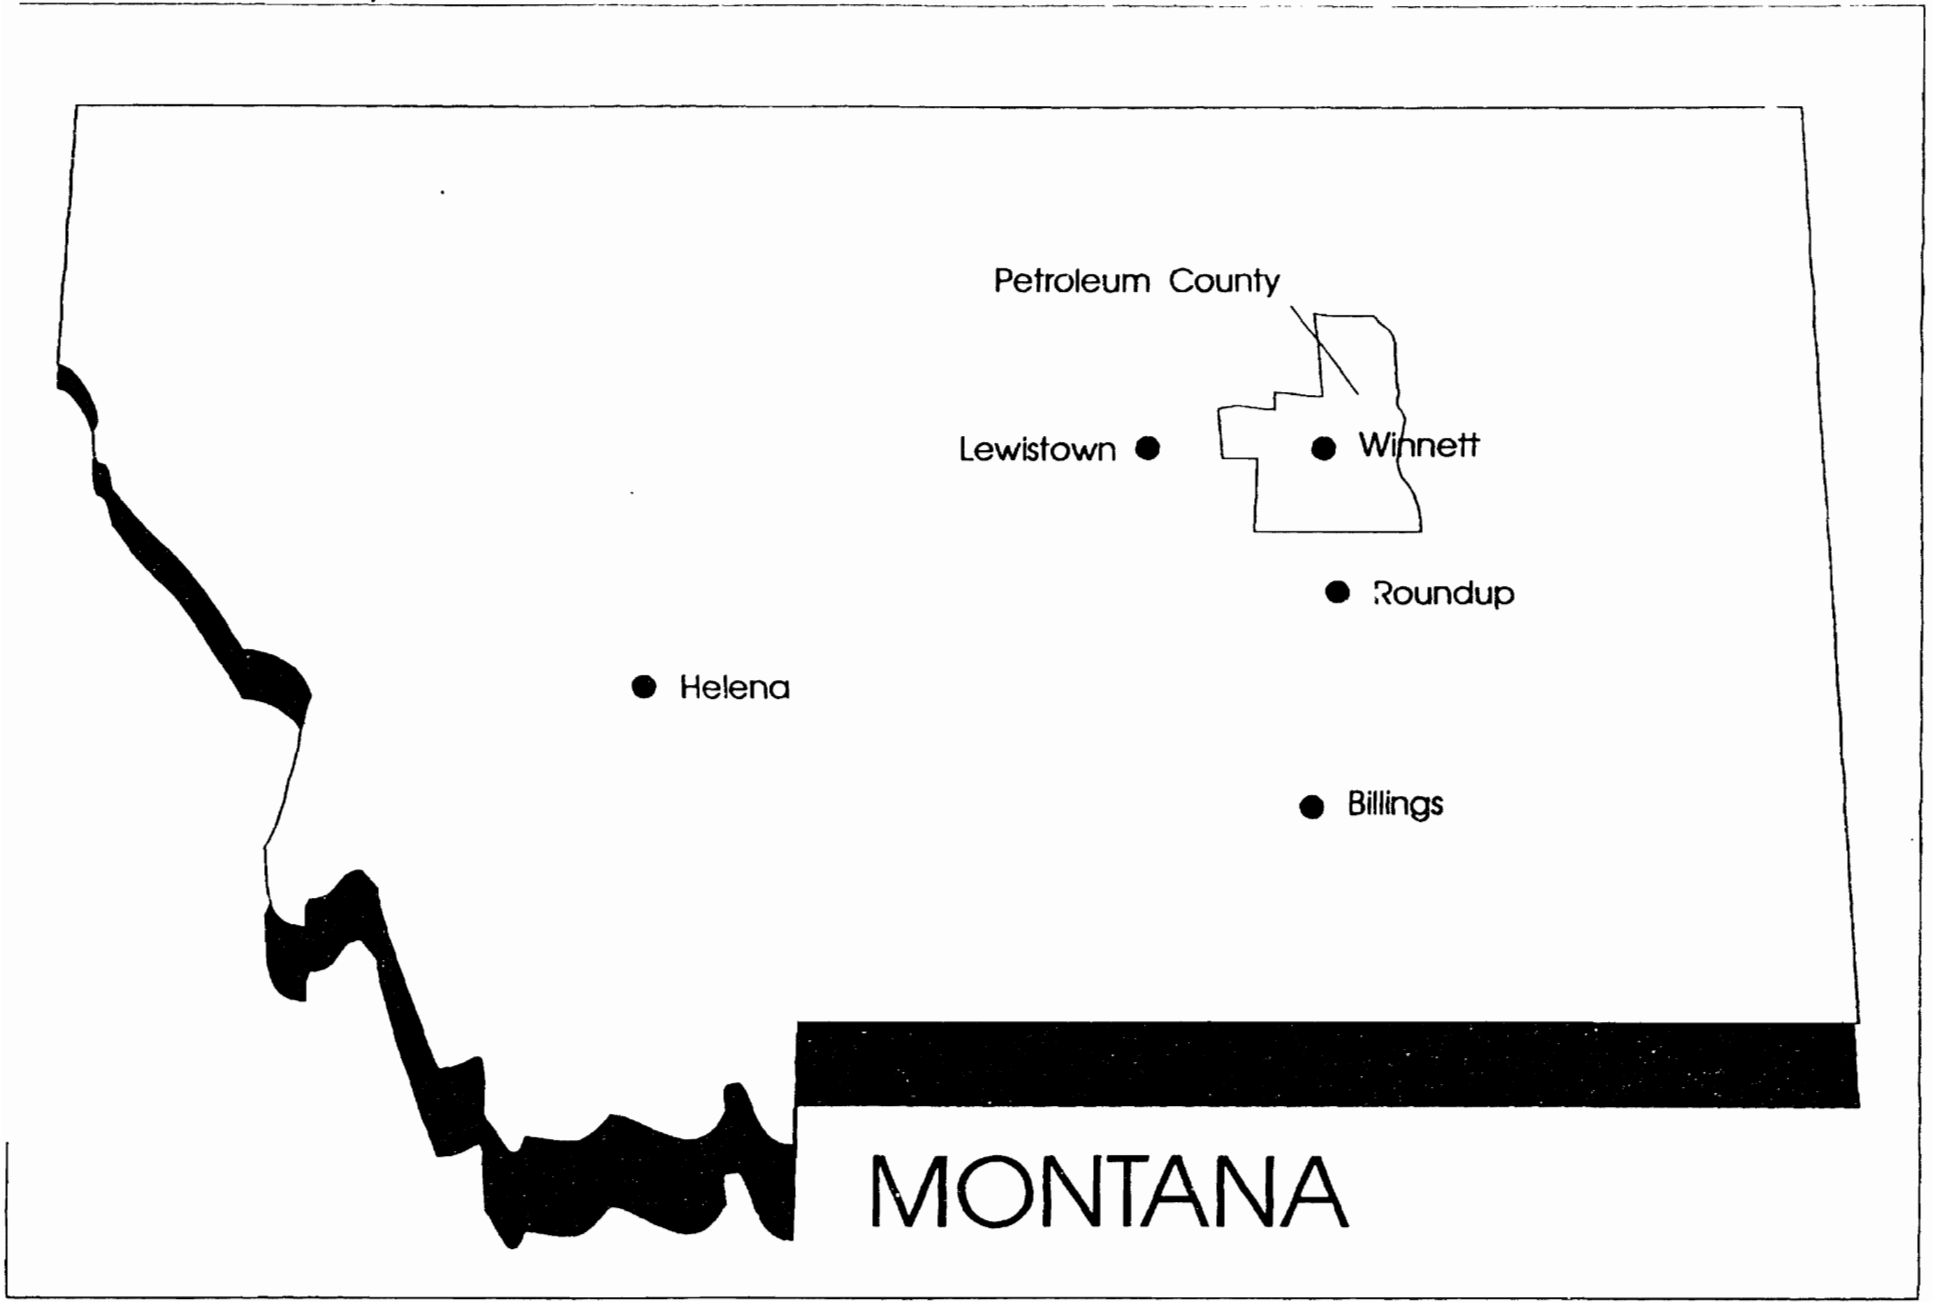 Petroleum County
Lewistown
Winnett
Roundup
Helena
Billings
MONTANA